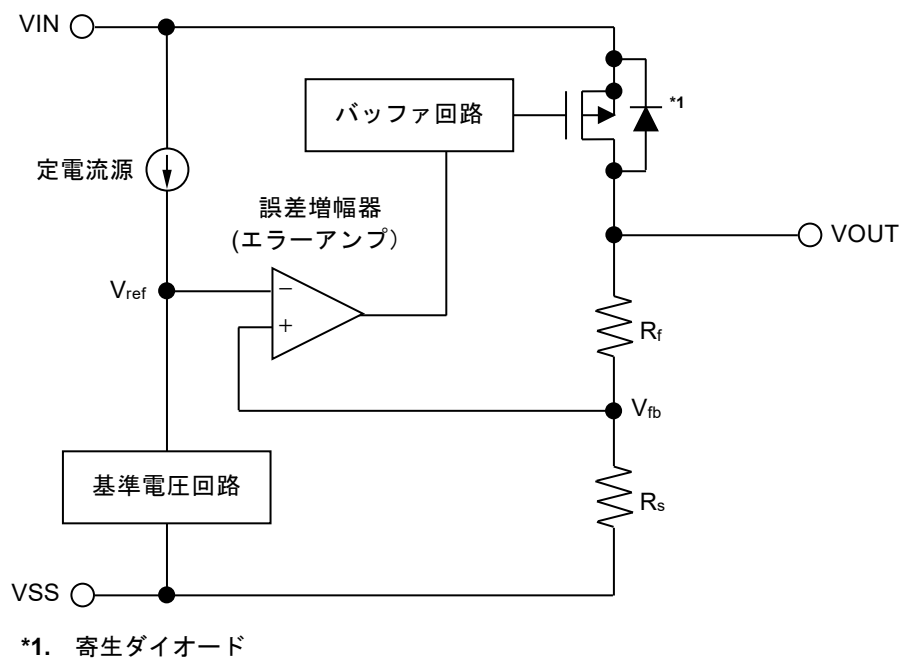 VIN
*1
バッファ回路
定電流源
誤差増幅器
(エラーアンプ）
VOUT
Vref
−
+
Rf
Vfb
基準電圧回路
Rs
VSS
*1. 寄生ダイオード